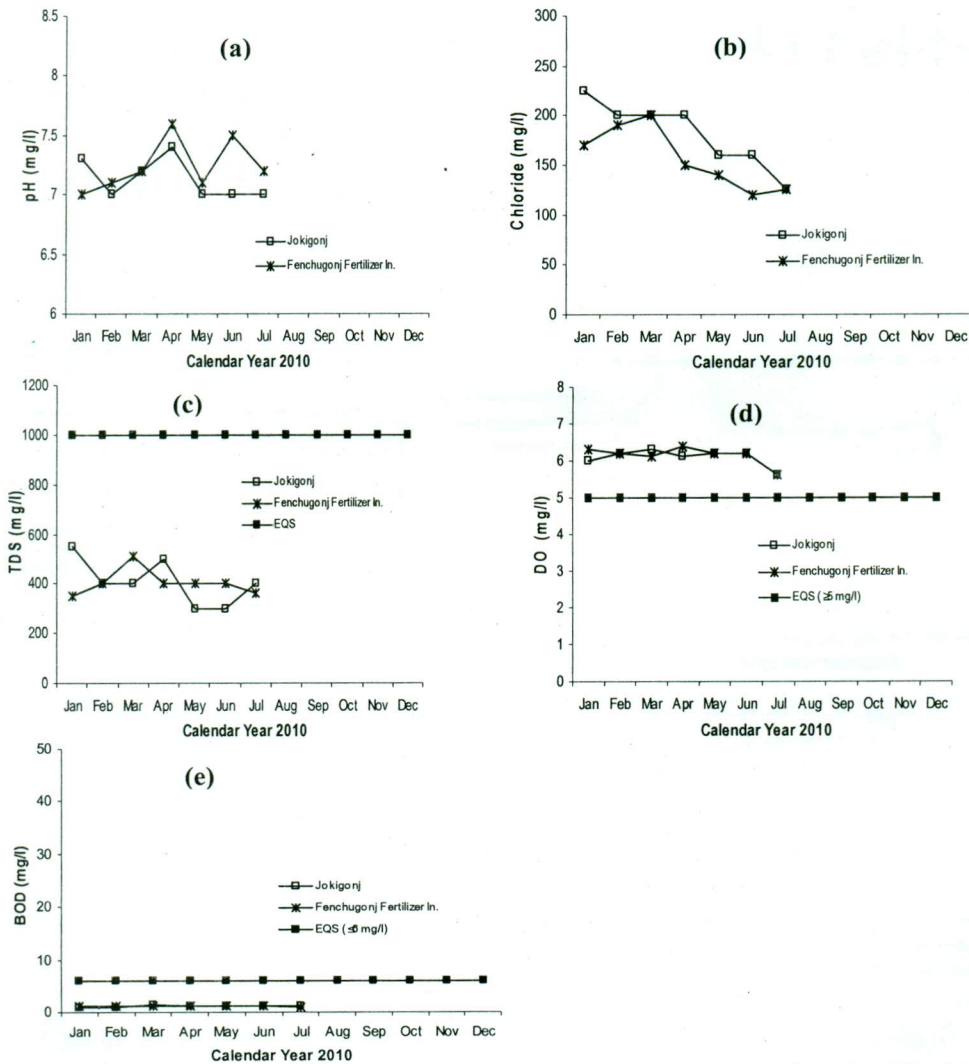 (a)
8.5
8
7.5
7
6.5
6
pH (mg/l)
Jokigonj
Fenchugonj Fertilizer In.
Jan Feb Mar Apr May Jun Jul Aug Sep Oct Nov Dec
Calendar Year 2010
(b)
300
250
200
150
100
50
0
Chloride (mg/l)
Jokigonj
Fenchugonj Fertilizer In.
Jan Feb Mar Apr May Jun Jul Aug Sep Oct Nov Dec
Calendar Year 2010
(c)
1200
1000
800
600
400
200
0
TDS (mg/l)
Jokigonj
Fenchugonj Fertilizer In.
EQS
Jan Feb Mar Apr May Jun Jul Aug Sep Oct Nov Dec
Calendar Year 2010
(d)
8
7
6
5
4
3
2
1
0
DO (mg/l)
Jokigonj
Fenchugonj Fertilizer In.
EQS (≥5 mg/l)
Jan Feb Mar Apr May Jun Jul Aug Sep Oct Nov Dec
Calendar Year 2010
(e)
50
40
30
20
10
0
BOD (mg/l)
Jokigonj
Fenchugonj Fertilizer In.
EQS (≤6 mg/l)
Jan Feb Mar Apr May Jun Jul Aug Sep Oct Nov Dec
Calendar Year 2010